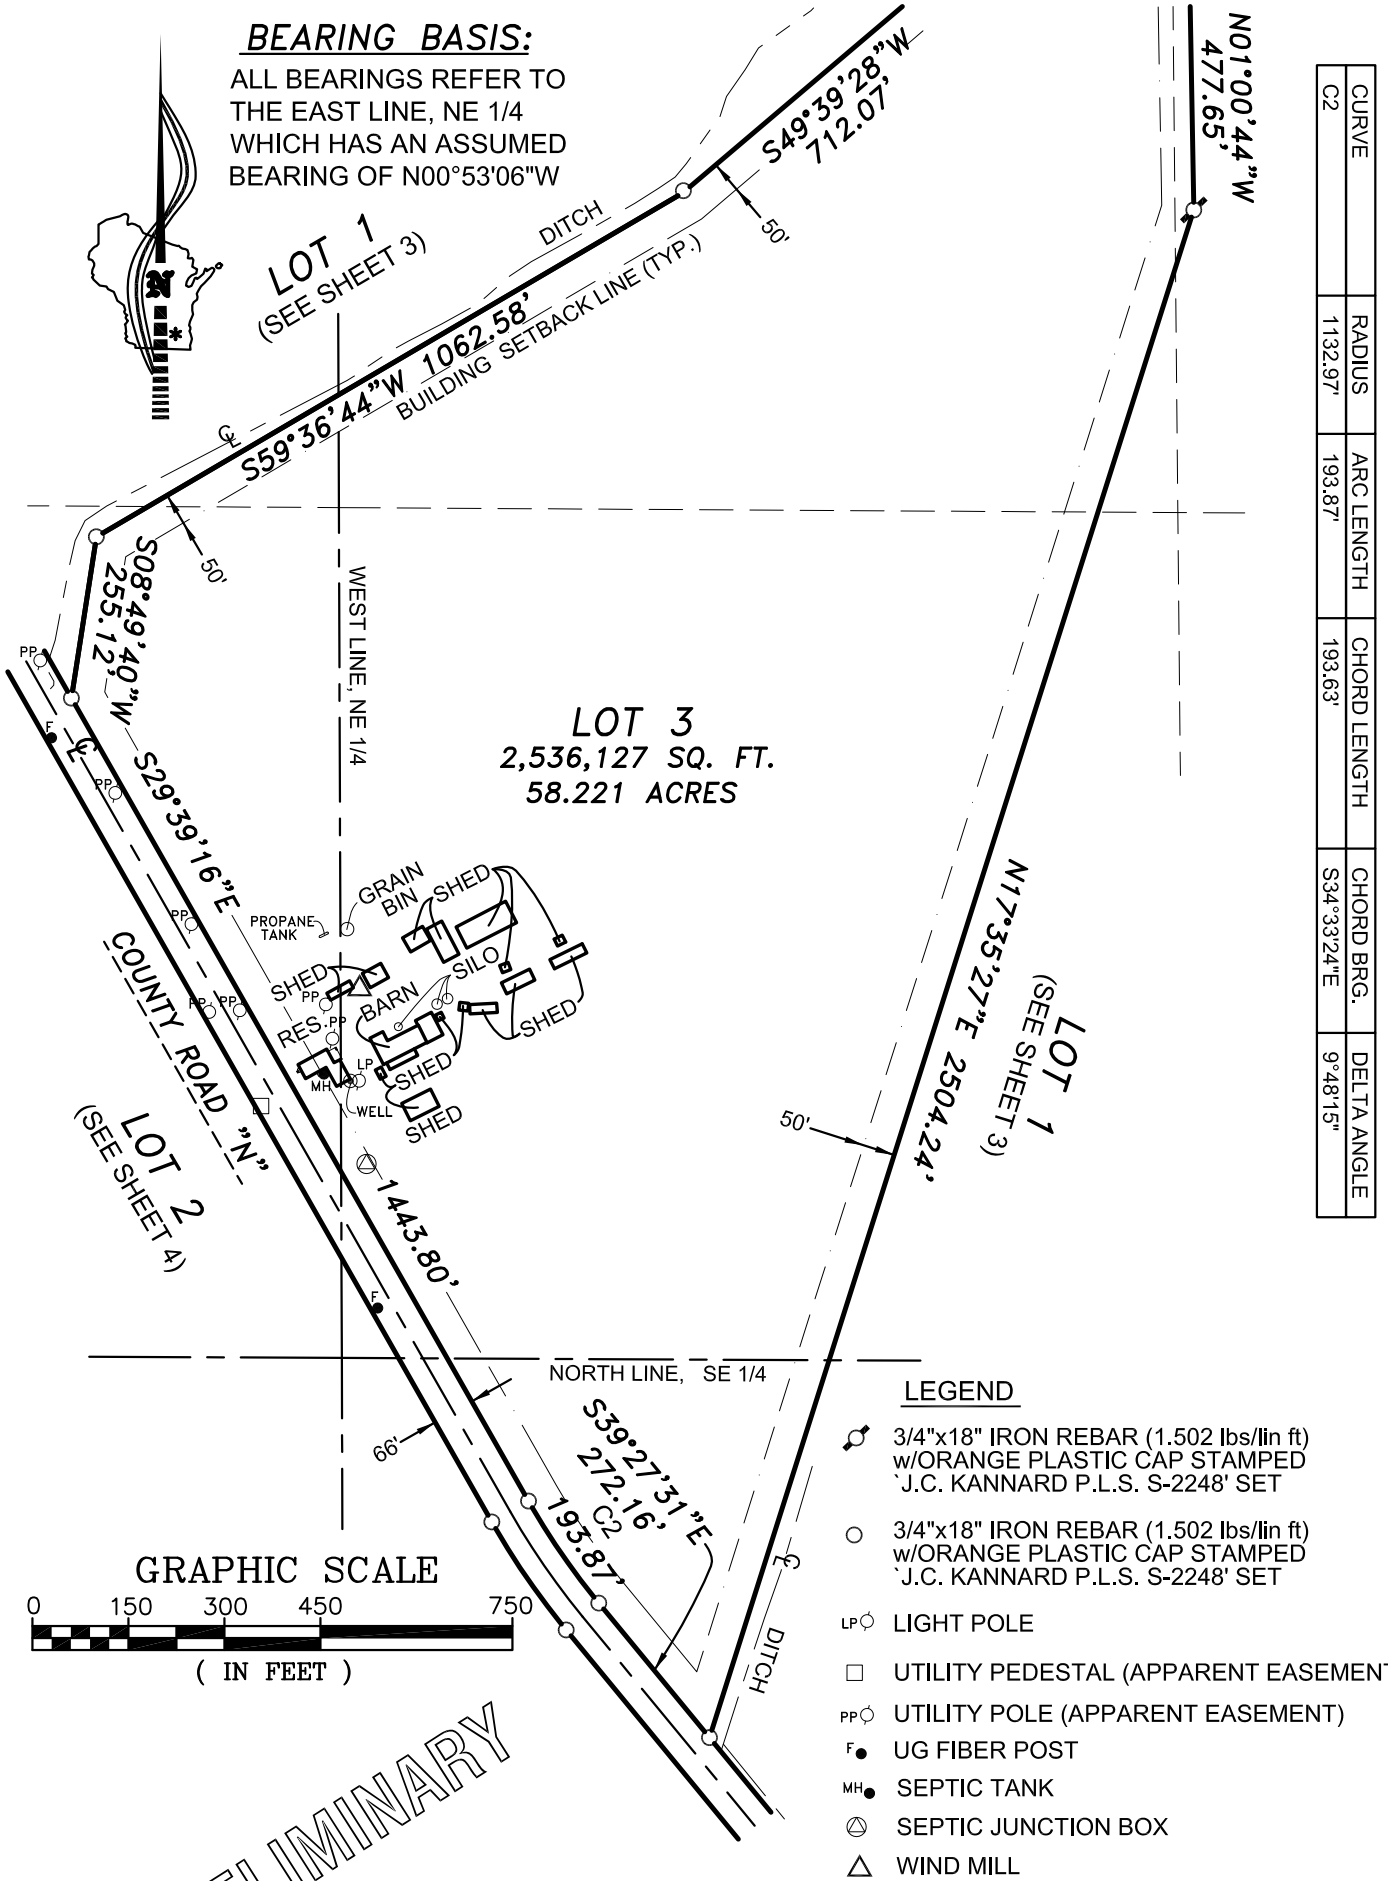 BEARING BASIS:
ALL BEARINGS REFER TO
THE EAST LINE, NE 1/4
WHICH HAS AN ASSUMED
BEARING OF N00°53'06"W
N
*
LOT 1
(SEE SHEET 3)
DITCH
S49°39'28"W
712.07'
50'
N01°00'44"W
477.65'
CURVE RADIUS ARC LENGTH CHORD LENGTH CHORD BRG. DELTA ANGLE
C2 1132.97' 193.87' 193.63' S34°33'24"E 9°48'15"
S59°36'44"W 1062.58'
BUILDING SETBACK LINE (TYP.)
CL
50'
S08°49'40"W
255.12'
WEST LINE, NE 1/4
PP
F
CL
PP
S29°39'16"E
LOT 3
2,536,127 SQ. FT.
58.221 ACRES
N17°35'27"E 2504.24'
LOT 1
(SEE SHEET 3)
50'
GRAIN
BIN
SHED
PROPANE
TANK
PP
SHED
SILO
PP
BARN
SHED
PP
PP
RES.
PP
SHED
LP
MH
WELL
SHED
COUNTY ROAD "N"
LOT 2
(SEE SHEET 4)
1443.80'
F
NORTH LINE, SE 1/4
66'
S39°27'31"E
272.16'
C2
193.87'
CL
DITCH
GRAPHIC SCALE
0 150 300 450 750
( IN FEET )
LEGEND
3/4"x18" IRON REBAR (1.502 lbs/lin ft)
w/ORANGE PLASTIC CAP STAMPED
`J.C. KANNARD P.L.S. S-2248' SET
3/4"x18" IRON REBAR (1.502 lbs/lin ft)
w/ORANGE PLASTIC CAP STAMPED
`J.C. KANNARD P.L.S. S-2248' SET
LP LIGHT POLE
UTILITY PEDESTAL (APPARENT EASEMENT
PP UTILITY POLE (APPARENT EASEMENT)
F UG FIBER POST
MH SEPTIC TANK
SEPTIC JUNCTION BOX
WIND MILL
ELIMINARY